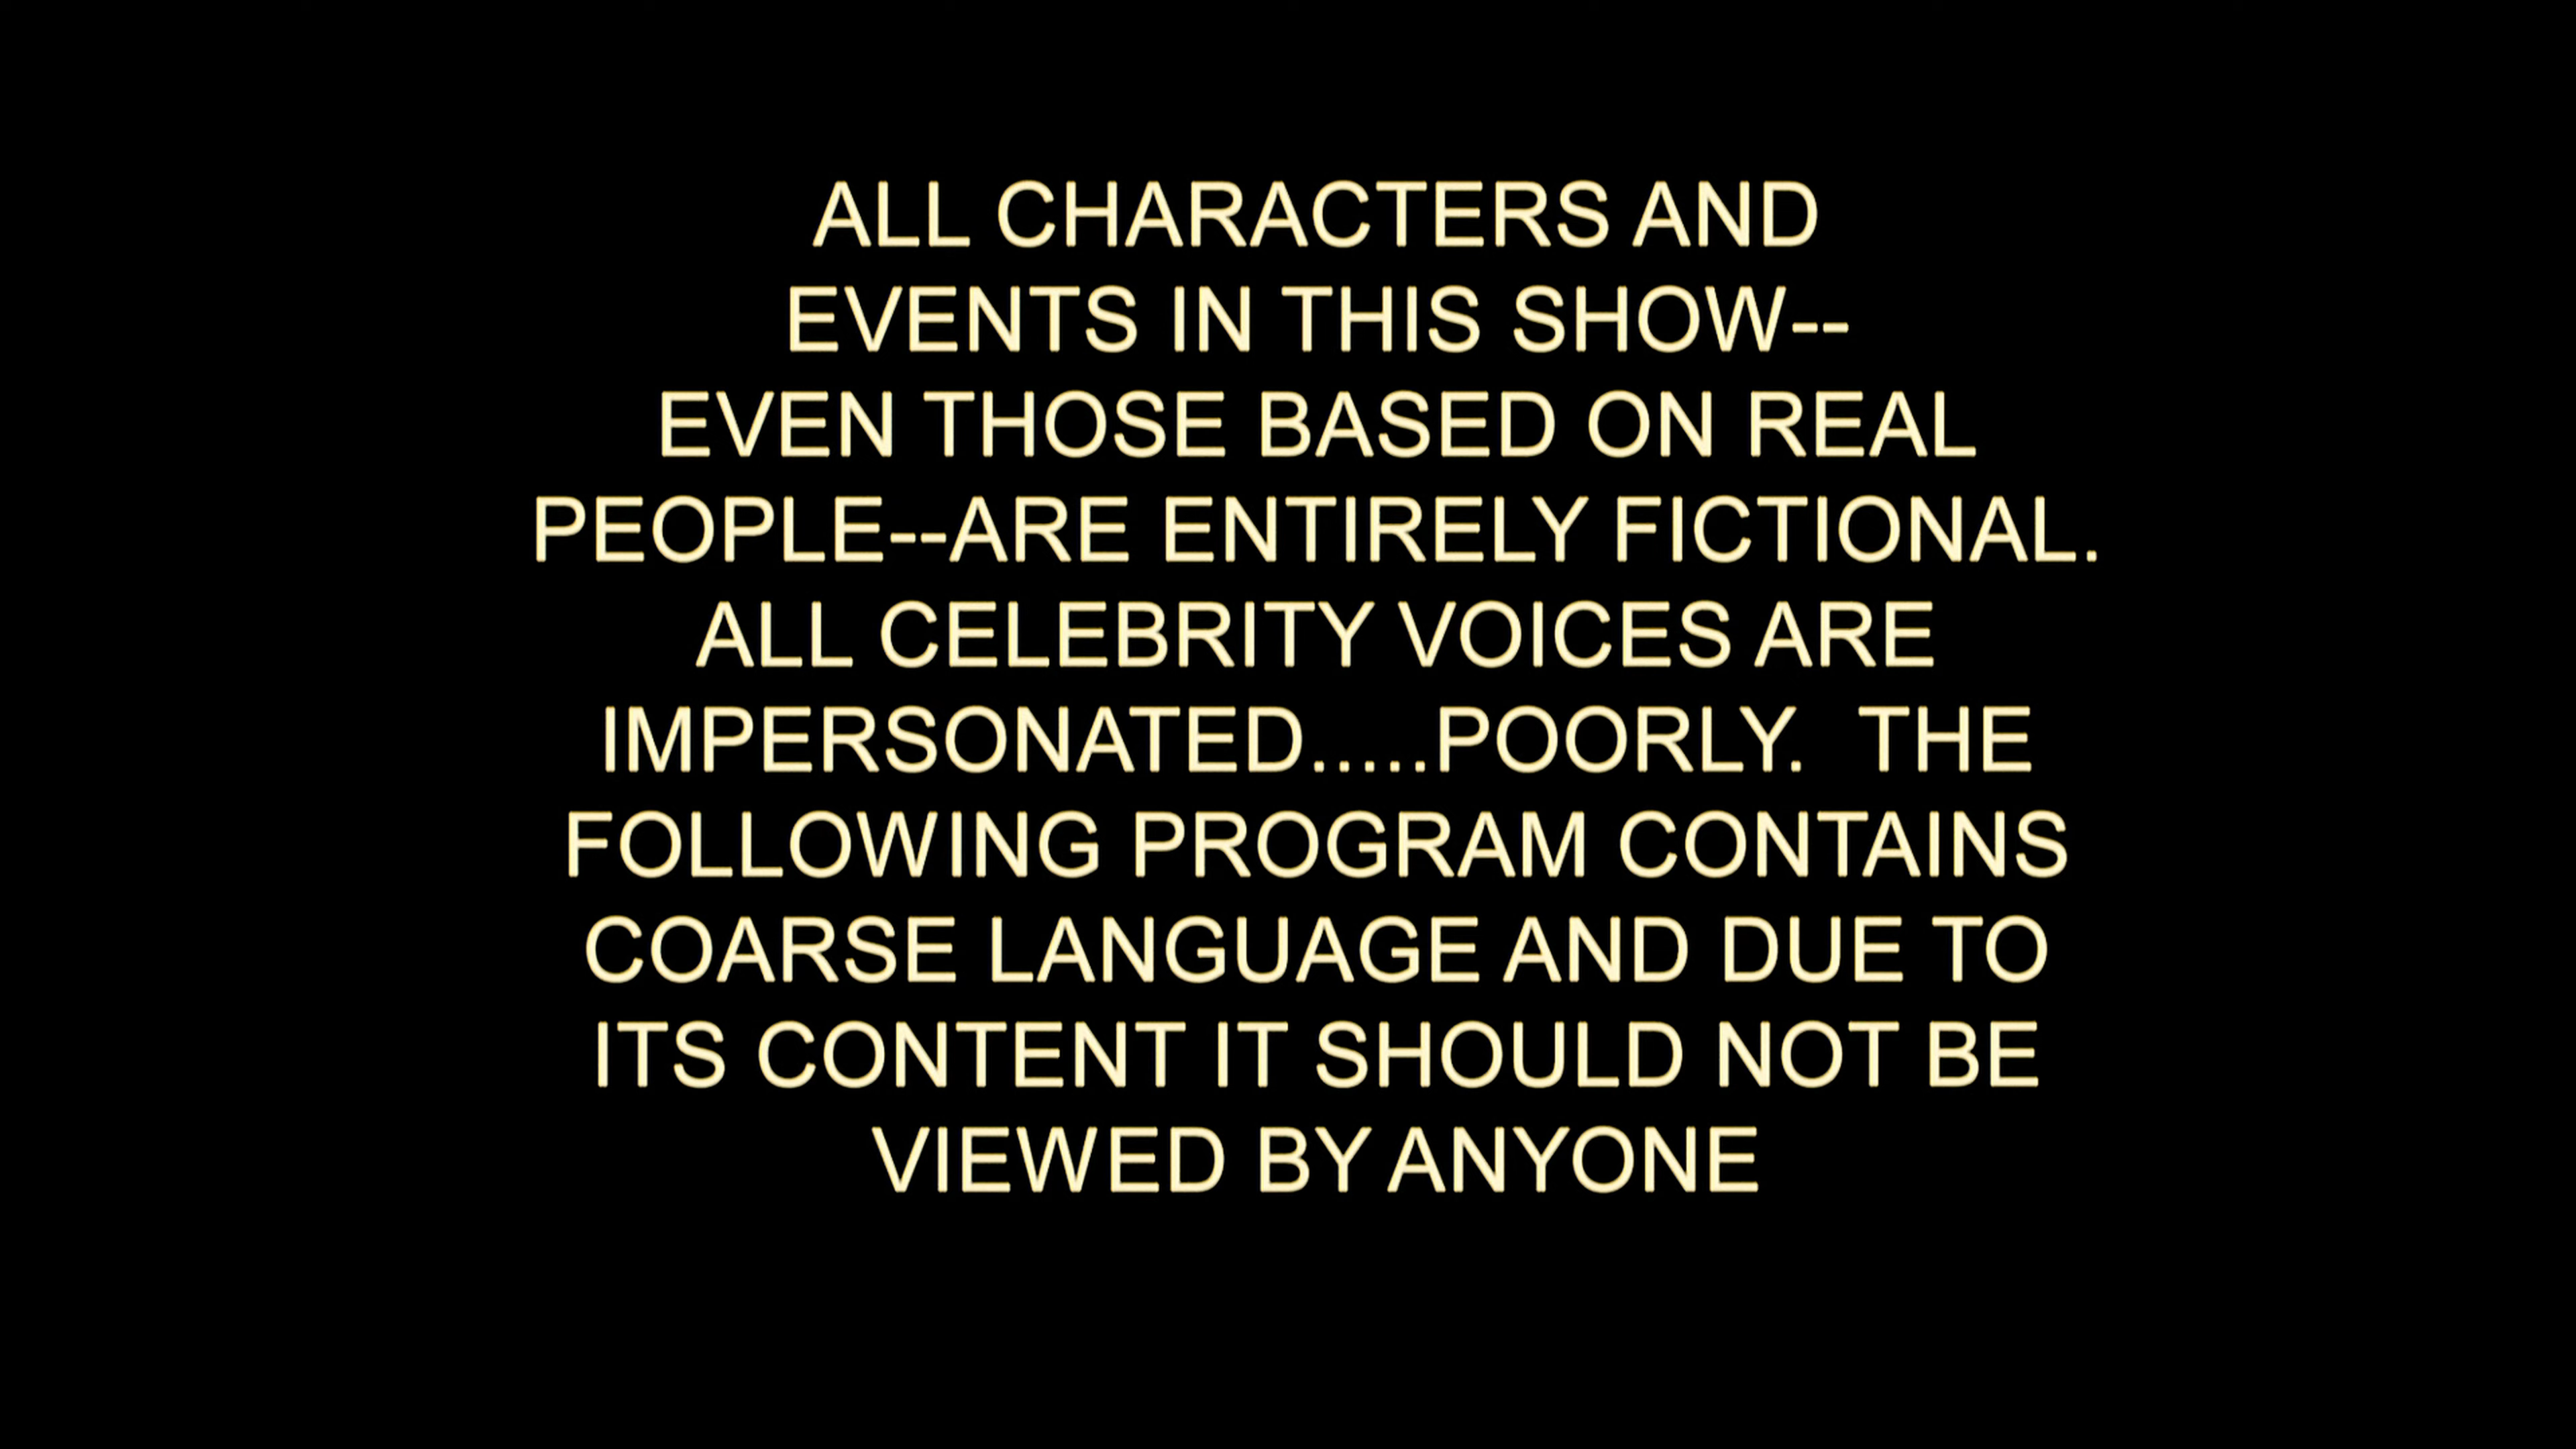 ALL CHARACTERS AND
EVENTS IN THIS SHOW--
EVEN THOSE BASED ON REAL
PEOPLE--ARE ENTIRELY FICTIONAL.
ALL CELEBRITY VOICES ARE
IMPERSONATED.....POORLY.  THE
FOLLOWING PROGRAM CONTAINS
COARSE LANGUAGE AND DUE TO
ITS CONTENT IT SHOULD NOT BE
VIEWED BY ANYONE